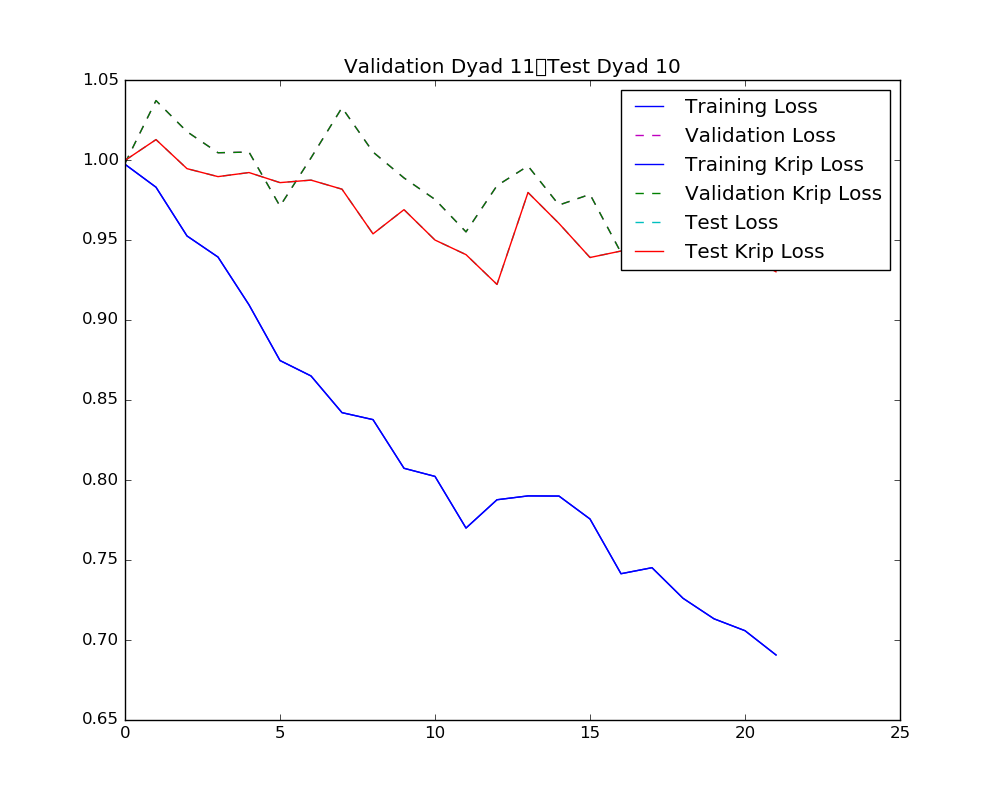 Validation Dyad 11▯Test Dyad 10
1.05
1.00
0.95
0.90
0.85
0.80
0.75
0.70
0.65
Training Loss
Validation Loss
Training Krip Loss
Validation Krip Loss
Test Loss
Test Krip Loss
0
5
10
15
20
25